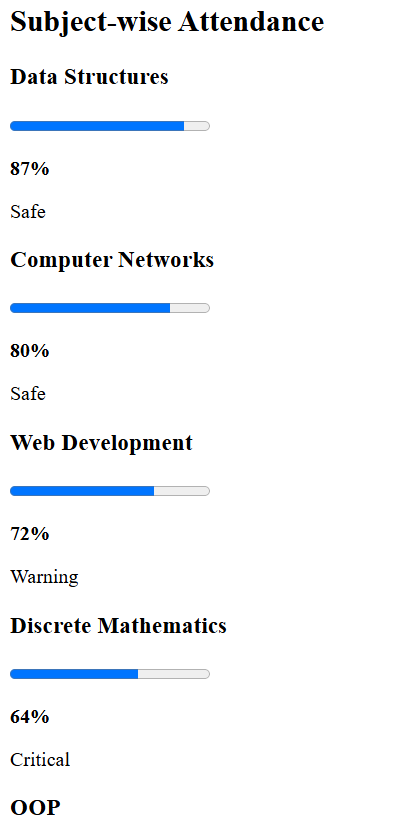 Subject-wise Attendance
Data Structures
87%
Safe
Computer Networks
80%
Safe
Web Development
72%
Warning
Discrete Mathematics
64%
Critical
OOP